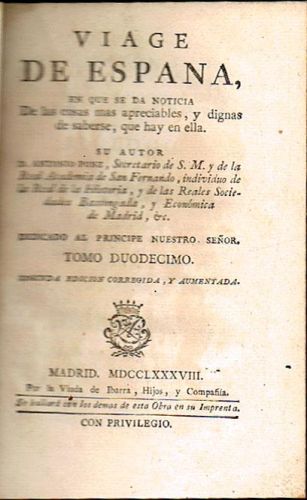 VIAGE
DE ESPANA,
EN QUE SE DA NOTICIA
De las cosas mas apreciables, y dignas
de saberse, que hay en ella.
SU AUTOR
D. ANTONIO PONZ, Secretario de S. M. y de la
Real Academia de San Fernando, individuo de
la Real de la Historia, y de las Reales Socie-
dades Bascongada, y Económica
de Madrid, &c.
DEDICADO AL PRINCIPE NUESTRO SEÑOR.
TOMO DUODECIMO.
SEGUNDA EDICION CORREGIDA, Y AUMENTADA.
MADRID. MDCCLXXXVIII.
Por la Viuda de Ibarra, Hijos, y Compañía.
Se hallará con los demas de esta Obra en su Imprenta.
CON PRIVILEGIO.